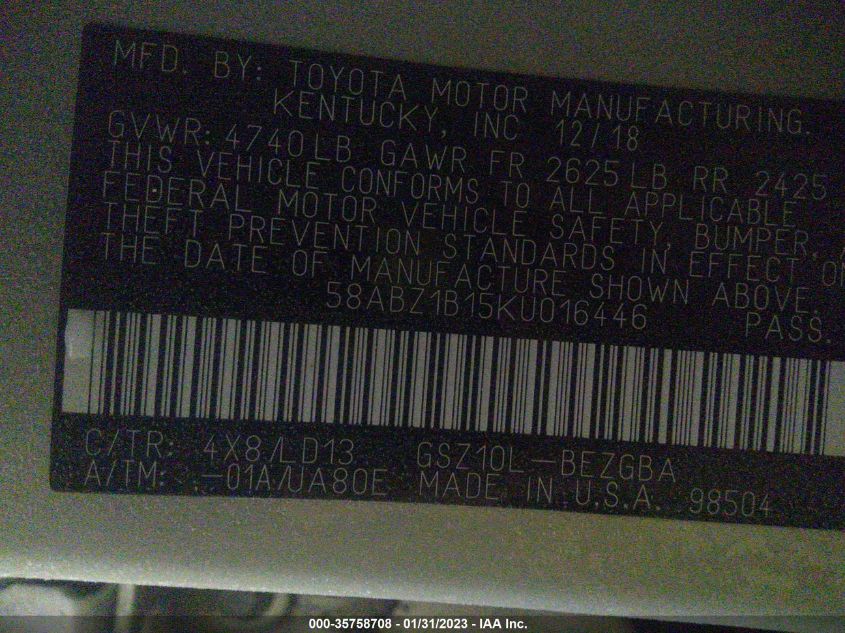 MFD. BY: TOYOTA MOTOR MANUFACTURING.
KENTUCKY, INC 12/18
GVWR: 4740LB GAWR FR 2625LB RR 2425
THIS VEHICLE CONFORMS TO ALL APPLICABLE
FEDERAL MOTOR VEHICLE SAFETY, BUMPER,
THEFT PREVENTION STANDARDS IN EFFECT ON
THE DATE OF MANUFACTURE SHOWN ABOVE.
58ABZ1B15KU016446 PASS.
C/TR: 4X8/LD13 GSZ10L-BEZGBA
A/TM: -01A/UA80E MADE IN U.S.A. 98504
000-35758708 - 01/31/2023 - IAA Inc.